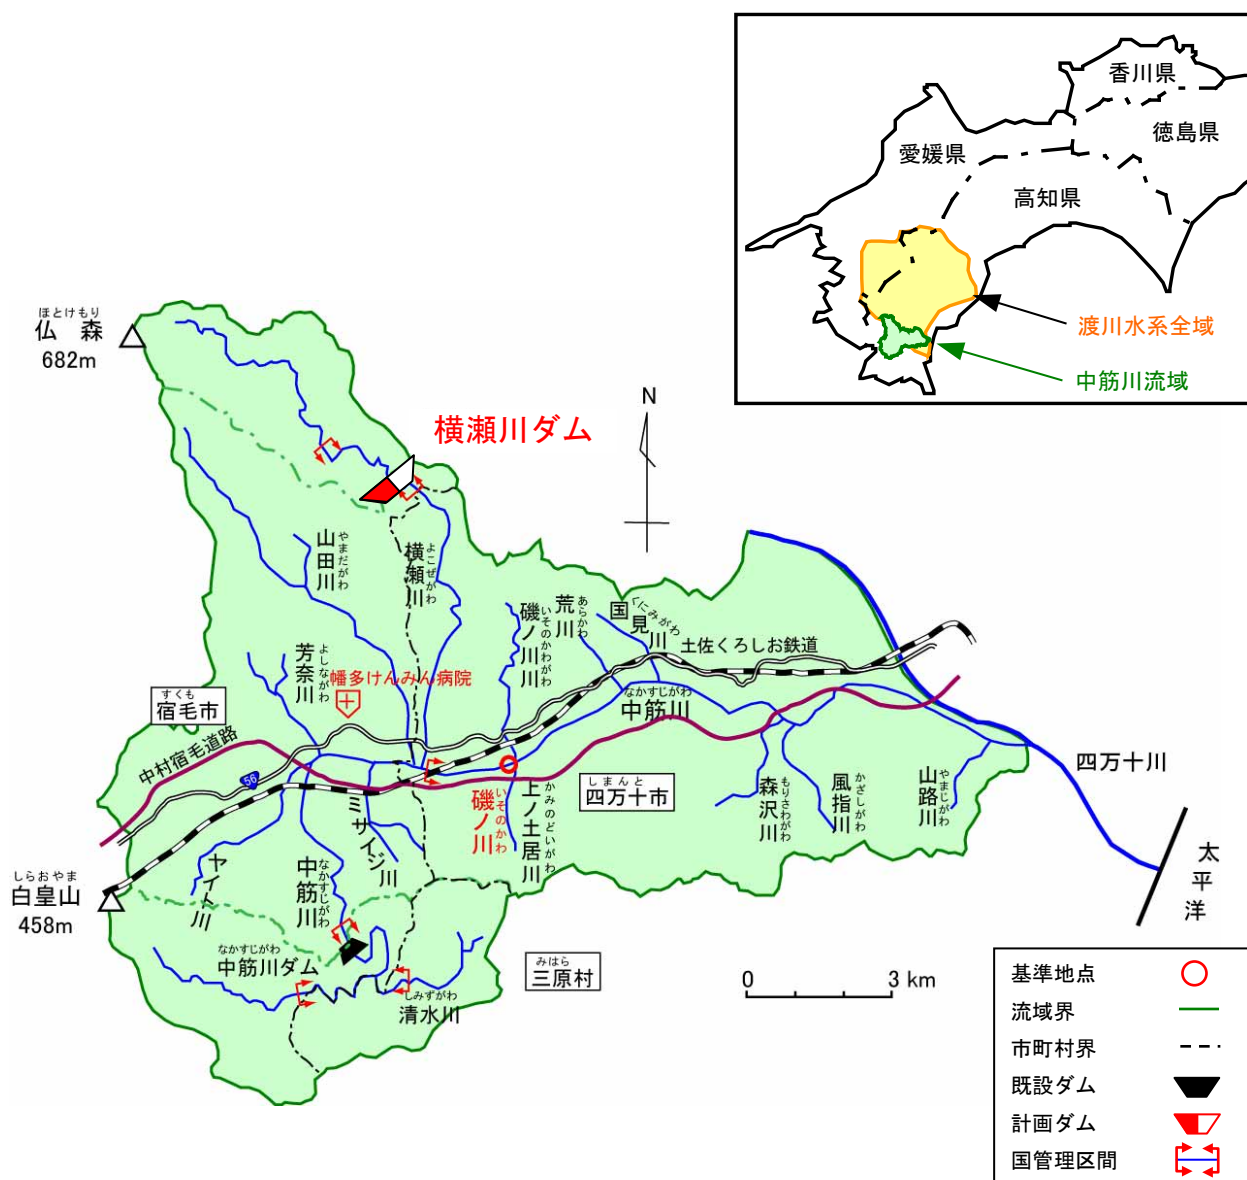 香川県
徳島県
愛媛県
高知県
渡川水系全域
中筋川流域
ほとけもり
仏 森
682m
横瀬川ダム
N
やまだがわ
山田川
よこぜがわ
横瀬川
いそのかわがわ
磯ノ川川
あらかわ
荒川
くにみがわ
国見川
土佐くろしお鉄道
よしながわ
芳奈川
幡多けんみん病院
すくも
宿毛市
なかすじがわ
中筋川
中村宿毛道路
56
しまんと
四万十市
四万十川
いそのかわ
磯ノ川
かみのどいがわ
上ノ土居川
もりさわがわ
森沢川
かざしがわ
風指川
やまじがわ
山路川
ミサイジ川
ヤイト川
なかすじがわ
中筋川
しらおやま
白皇山
458m
太平洋
なかすじがわ
中筋川ダム
みはら
三原村
しみずがわ
清水川
0 3 km
基準地点
流域界
市町村界
既設ダム
計画ダム
国管理区間